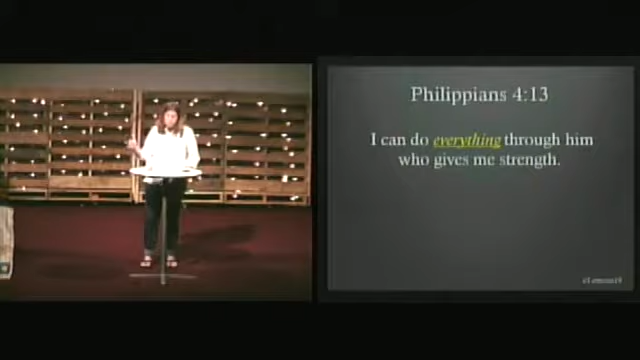 Philippians 4:13
I can do everything through him
who gives me strength.